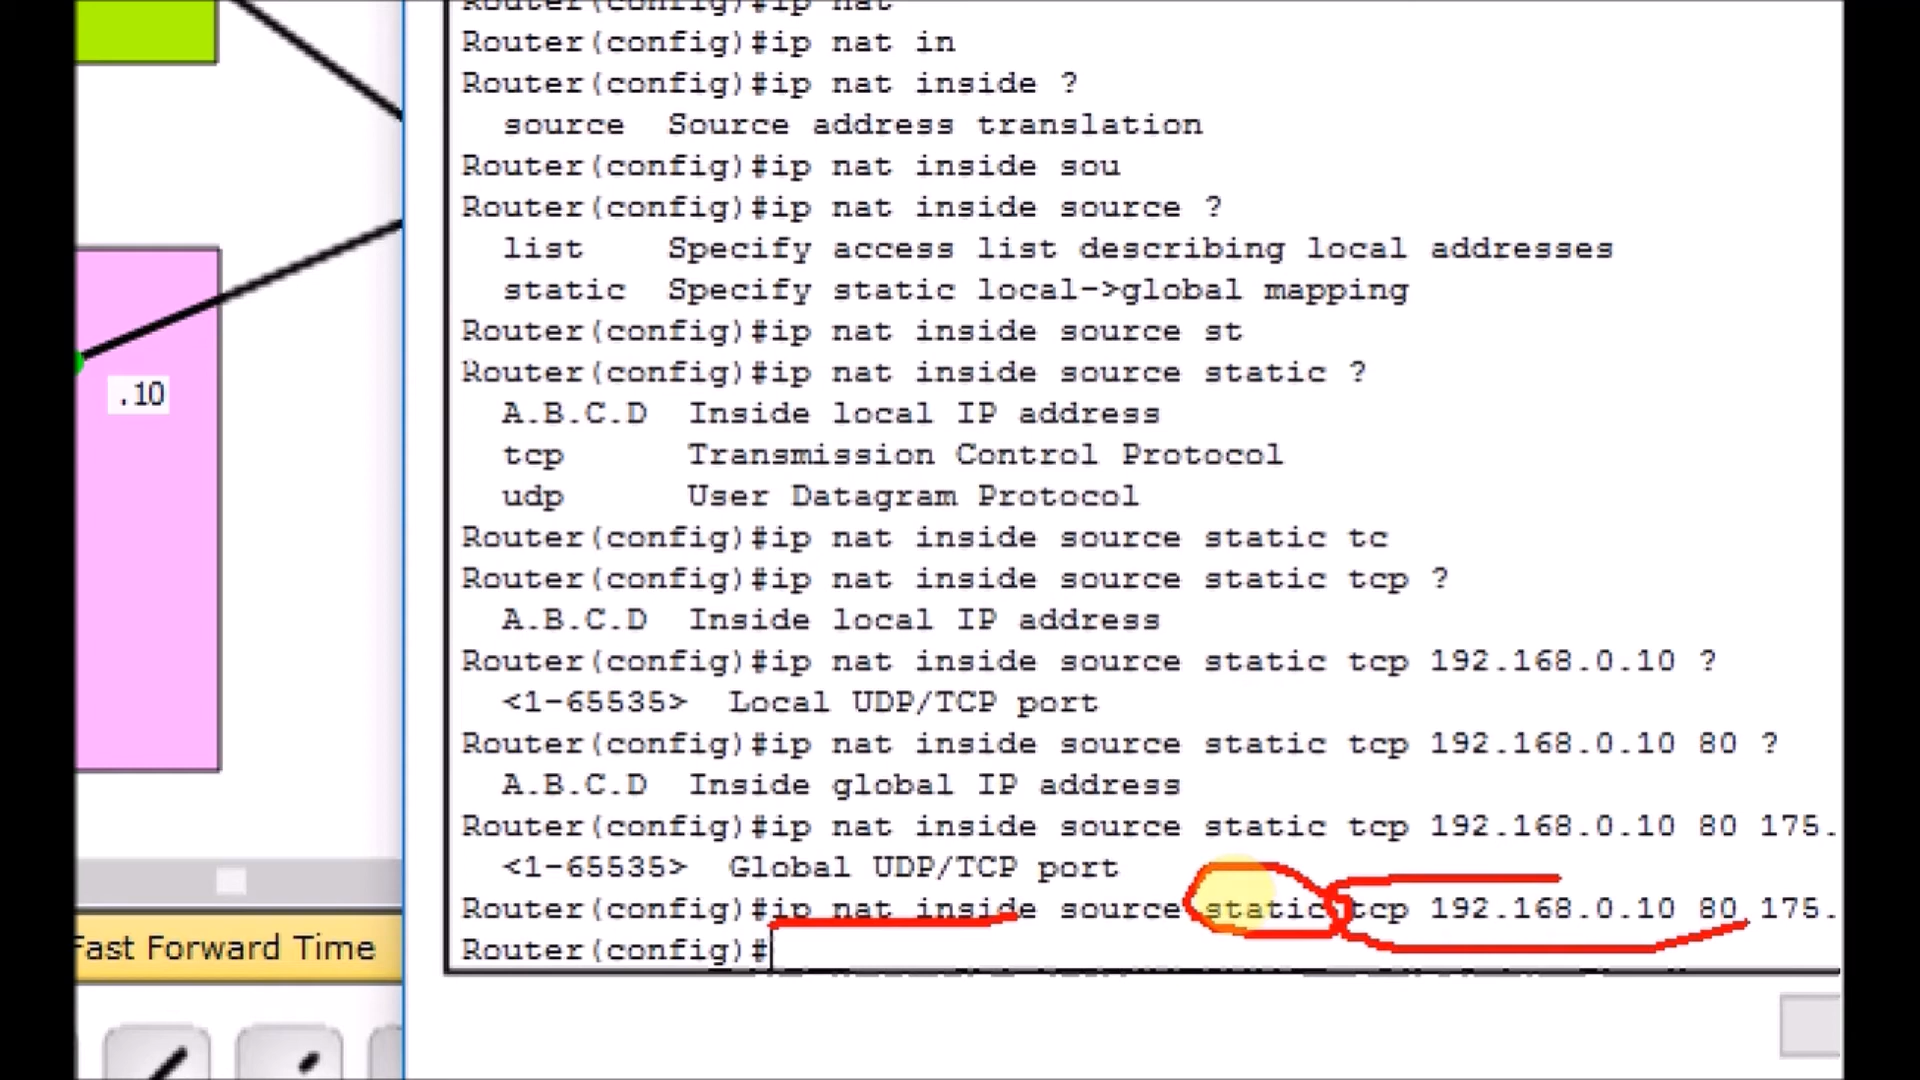 Router(config)#ip nat
Router(config)#ip nat in
Router(config)#ip nat inside ?
source Source address translation
Router(config)#ip nat inside sou
Router(config)#ip nat inside source ?
list Specify access list describing local addresses
static Specify static local->global mapping
Router(config)#ip nat inside source st
Router(config)#ip nat inside source static ?
A.B.C.D Inside local IP address
tcp Transmission Control Protocol
udp User Datagram Protocol
Router(config)#ip nat inside source static tc
Router(config)#ip nat inside source static tcp ?
A.B.C.D Inside local IP address
Router(config)#ip nat inside source static tcp 192.168.0.10 ?
<1-65535> Local UDP/TCP port
Router(config)#ip nat inside source static tcp 192.168.0.10 80 ?
A.B.C.D Inside global IP address
Router(config)#ip nat inside source static tcp 192.168.0.10 80 175.
<1-65535> Global UDP/TCP port
Router(config)#ip nat inside source static tcp 192.168.0.10 80 175.
Router(config)#
.10
Fast Forward Time